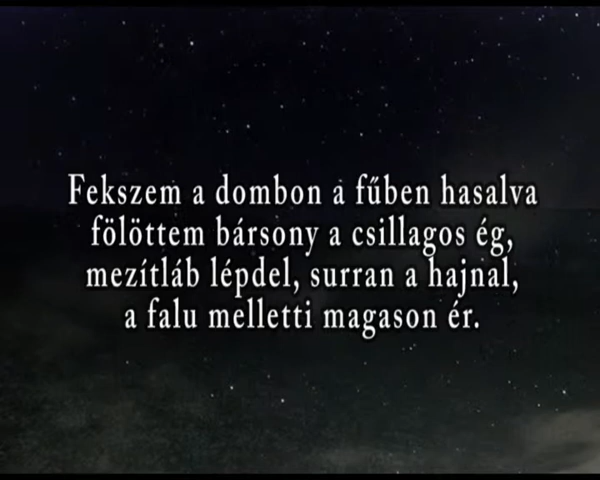 Fekszem a dombon a fűben hasalva
fölöttem bársony a csillagos ég,
mezítláb lépdel, surran a hajnal,
a falu melletti magason ér.